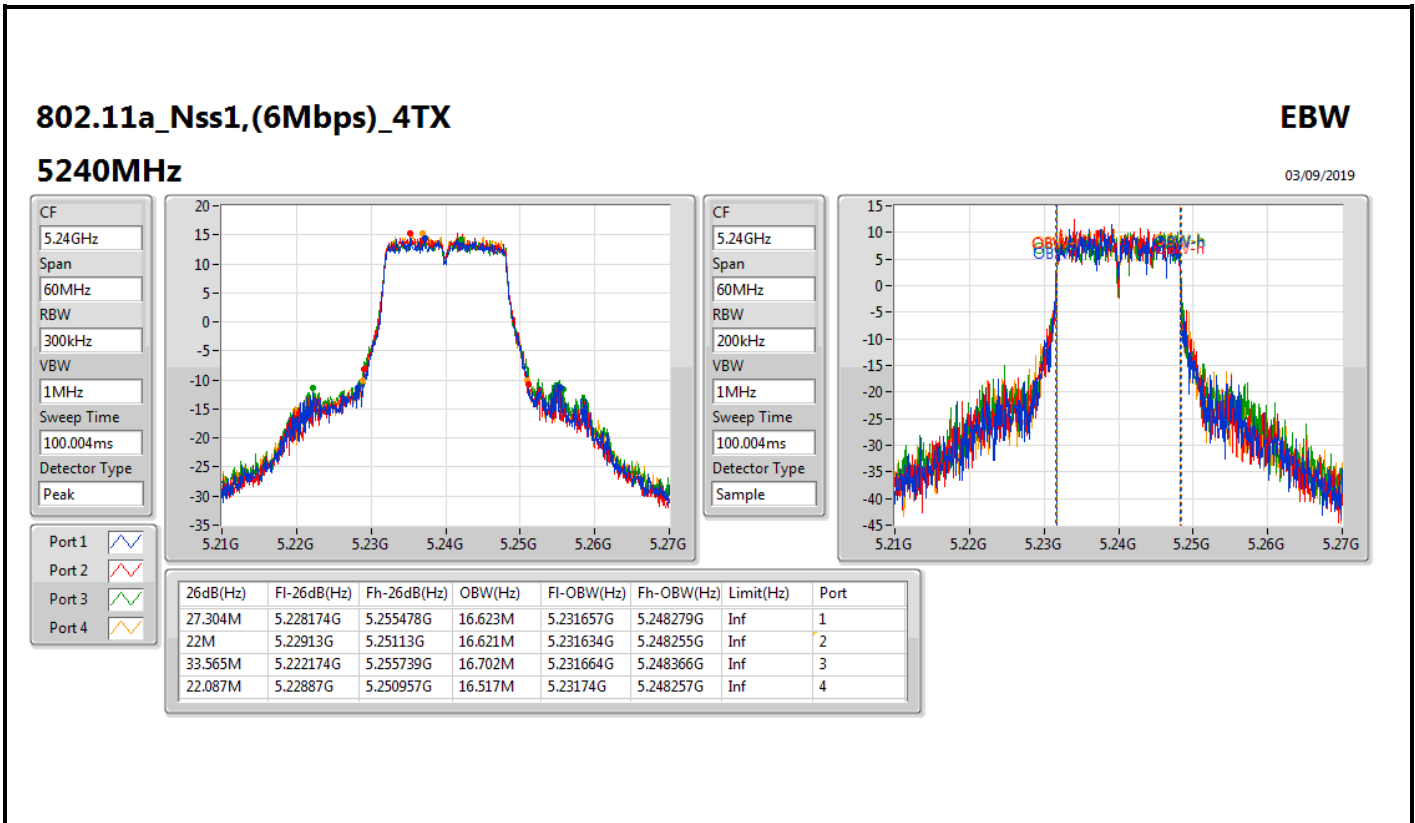 802.11a_Nss1,(6Mbps)_4TX
EBW
5240MHz
03/09/2019
CF
5.24GHz
Span
60MHz
RBW
300kHz
VBW
1MHz
Sweep Time
100.004ms
Detector Type
Peak
20
15
10
5
0
-5
-10
-15
-20
-25
-30
-35
5.21G 5.22G 5.23G 5.24G 5.25G 5.26G 5.27G
CF
5.24GHz
Span
60MHz
RBW
200kHz
VBW
1MHz
Sweep Time
100.004ms
Detector Type
Sample
15
10
5
0
-5
-10
-15
-20
-25
-30
-35
-40
-45
5.21G 5.22G 5.23G 5.24G 5.25G 5.26G 5.27G
Port 1
Port 2
Port 3
Port 4
26dB(Hz) Fl-26dB(Hz) Fh-26dB(Hz) OBW(Hz) Fl-OBW(Hz) Fh-OBW(Hz) Limit(Hz) Port
27.304M 5.228174G 5.255478G 16.623M 5.231657G 5.248279G Inf 1
22M 5.22913G 5.25113G 16.621M 5.231634G 5.248255G Inf 2
33.565M 5.222174G 5.255739G 16.702M 5.231664G 5.248366G Inf 3
22.087M 5.22887G 5.250957G 16.517M 5.23174G 5.248257G Inf 4